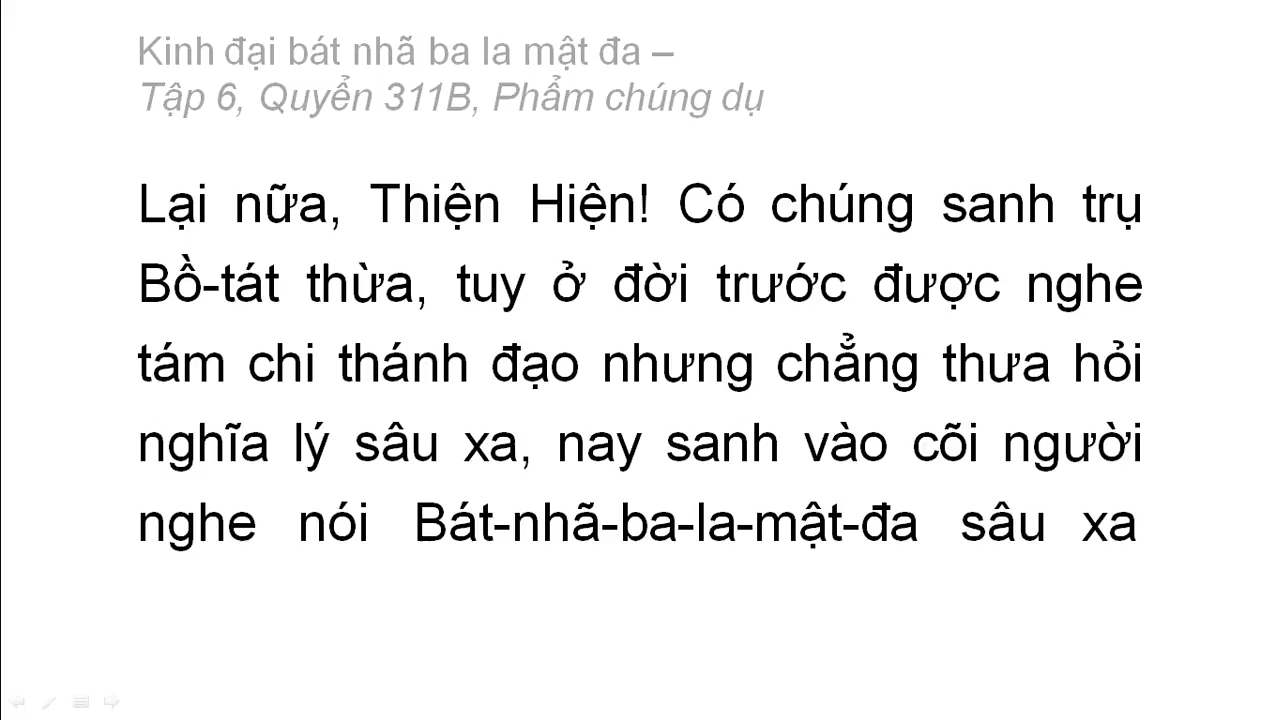 Kinh đại bát nhã ba la mật đa –
Tập 6, Quyển 311B, Phẩm chúng dụ
Lại nữa, Thiện Hiện! Có chúng sanh trụ
Bồ-tát thừa, tuy ở đời trước được nghe
tám chi thánh đạo nhưng chẳng thưa hỏi
nghĩa lý sâu xa, nay sanh vào cõi người
nghe nói Bát-nhã-ba-la-mật-đa sâu xa